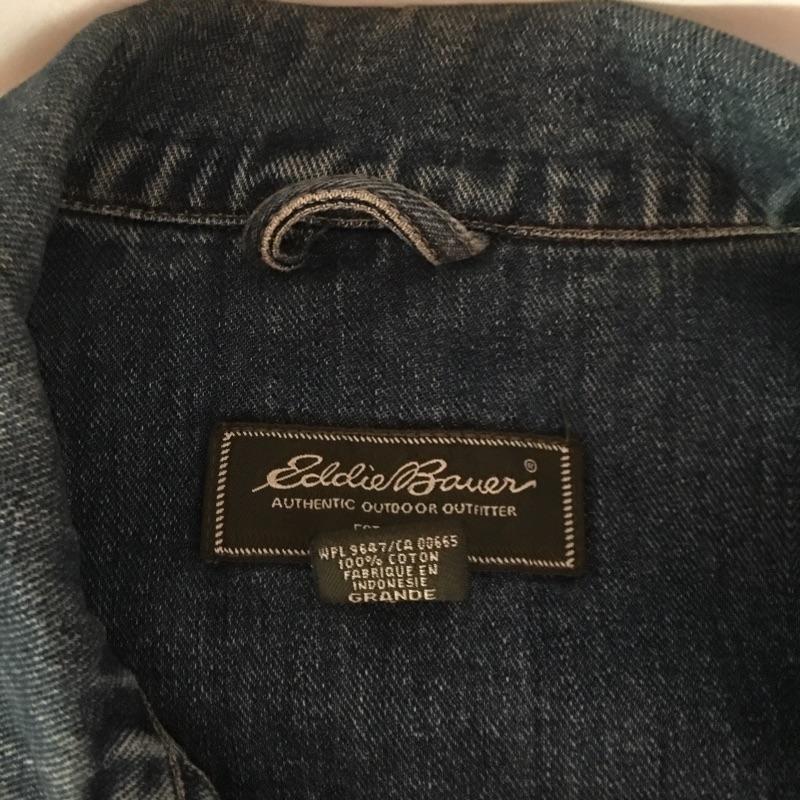 Eddie Bauer®
AUTHENTIC OUTDOOR OUTFITTER
WPL 9647/CA 00665
100% COTON
FABRIQUE EN
INDONESIE
GRANDE